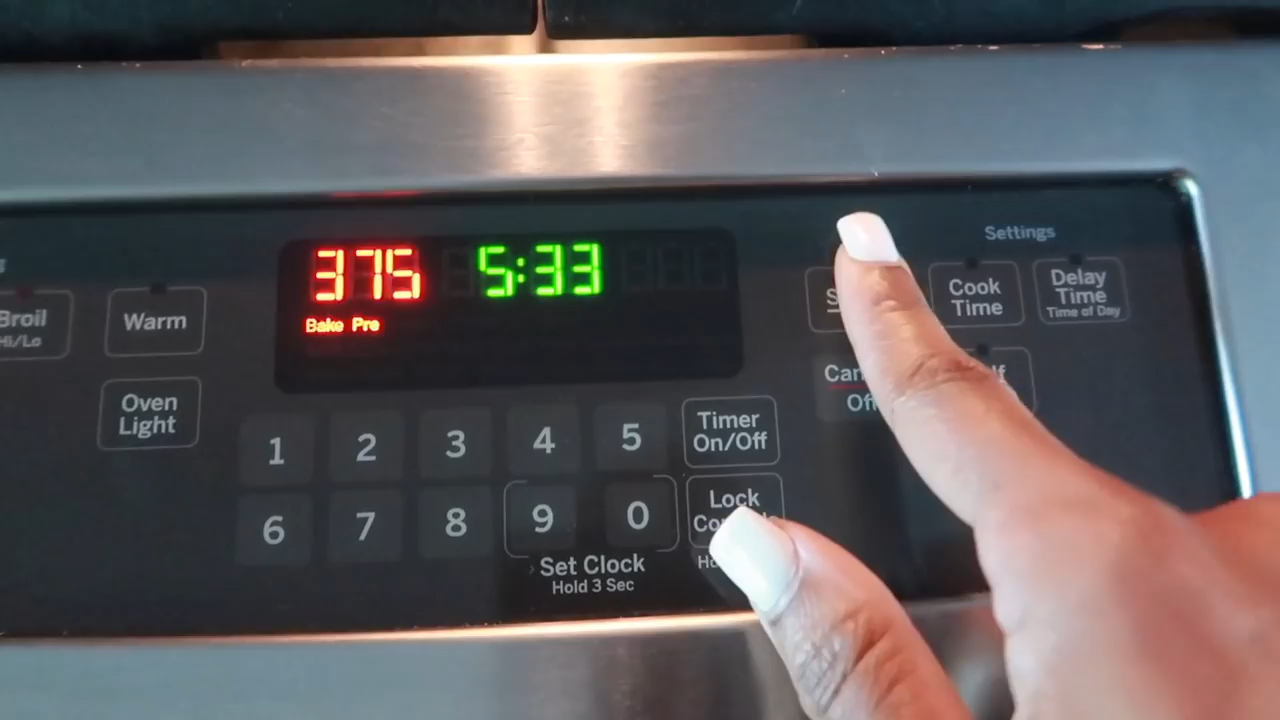 375 5:33
Bake Pre
Settings
Broil
Hi/Lo
Warm
Cook
Time
Delay
Time
Time of Day
Oven
Light
1 2 3 4 5
Timer
On/Off
6 7 8 9 0
Lock
Set Clock
Hold 3 Sec